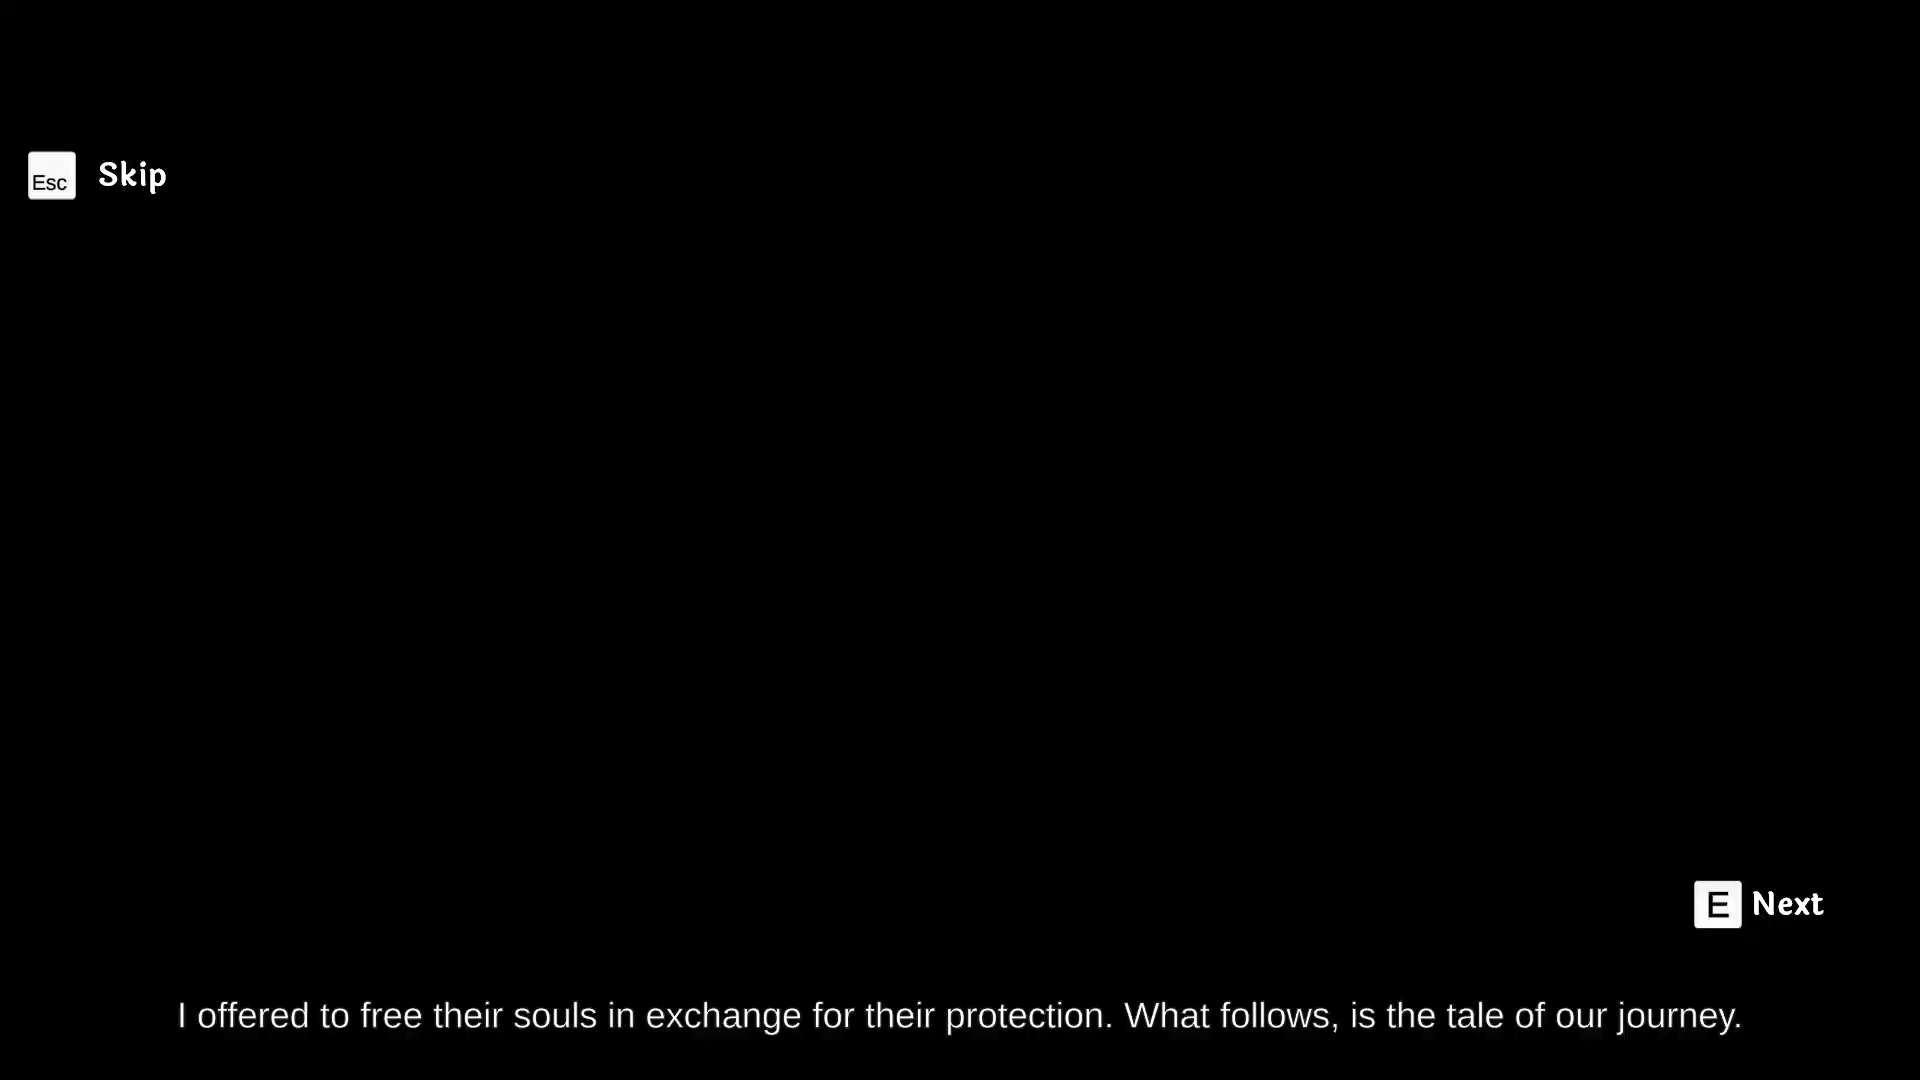 Esc Skip
E Next
I offered to free their souls in exchange for their protection. What follows, is the tale of our journey.